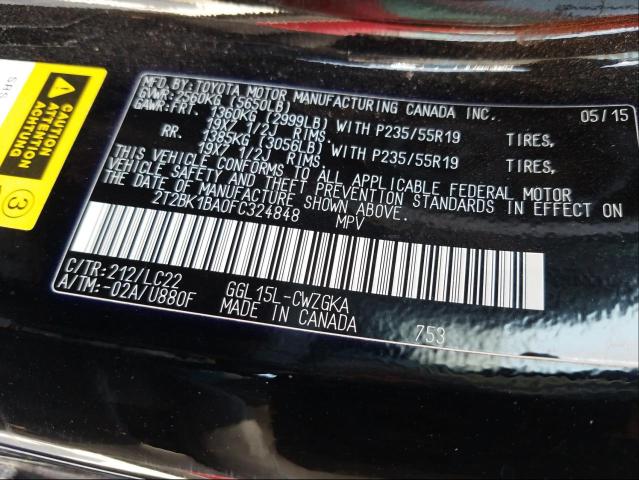 MFD. BY:TOYOTA MOTOR MANUFACTURING CANADA INC. 05/15
GVWR: 2560KG (5650LB)
GAWR:FRT. 1360KG (2999LB) WITH P235/55R19 TIRES,
19X7 1/2J RIMS
RR. 1385KG (3056LB) WITH P235/55R19 TIRES,
19X7 1/2J RIMS
THIS VEHICLE CONFORMS TO ALL APPLICABLE FEDERAL MOTOR
VEHICLE SAFETY AND THEFT PREVENTION STANDARDS IN EFFECT ON
THE DATE OF MANUFACTURE SHOWN ABOVE.
2T2BK1BA0FC324848 MPV
C/TR:212/LC22 GGL15L-CWZGKA
A/TM:-02A/U880F MADE IN CANADA 753
SRS
CAUTION
ATTENTION
ACHTUNG
3